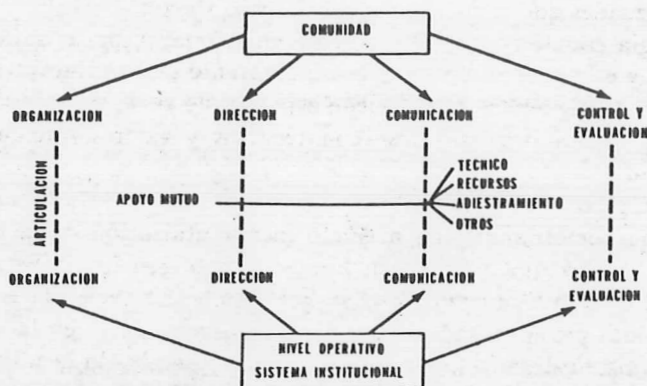 COMUNIDAD
ORGANIZACION
DIRECCION
COMUNICACION
CONTROL Y
EVALUACION
ARTICULACION
APOYO MUTUO
TECNICO
RECURSOS
ADIESTRAMIENTO
OTROS
ORGANIZACION
DIRECCION
COMUNICACION
CONTROL Y
EVALUACION
NIVEL OPERATIVO
SISTEMA INSTITUCIONAL